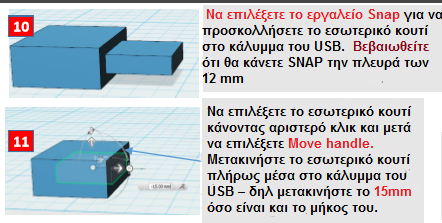 10
Να επιλέξετε το εργαλείο Snap για να
προσκολλήσετε το εσωτερικό κουτί
στο κάλυμμα του USB. Βεβαιωθείτε
ότι θα κάνετε SNAP την πλευρά των
12 mm
11
Να επιλέξετε το εσωτερικό κουτί
κάνοντας αριστερό κλικ και μετά
να επιλέξετε Move handle.
Μετακινήστε το εσωτερικό κουτί
πλήρως μέσα στο κάλυμμα του
USB – δηλ μετακινήστε το 15mm
όσο είναι και το μήκος του.